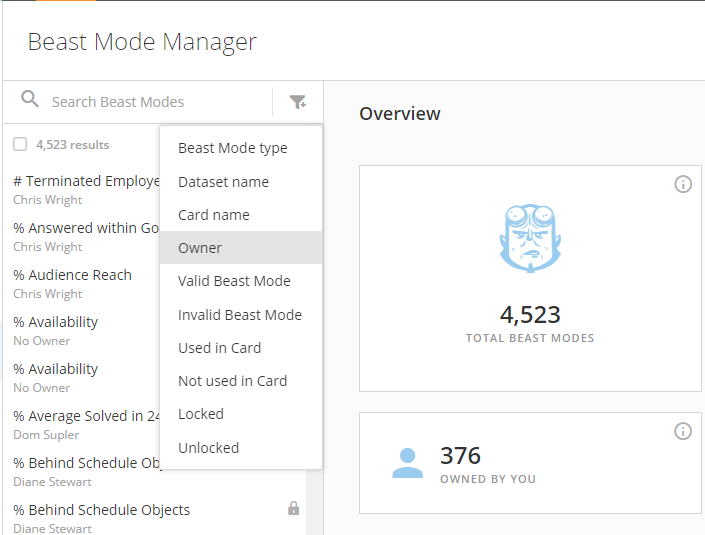 Beast Mode Manager
Search Beast Modes
4,523 results
# Terminated Employe
Chris Wright
% Answered within Go
Chris Wright
% Audience Reach
Chris Wright
% Availability
No Owner
% Availability
No Owner
% Average Solved in 24
Dom Supler
% Behind Schedule Obj
Diane Stewart
% Behind Schedule Objects
Diane Stewart
Beast Mode type
Dataset name
Card name
Owner
Valid Beast Mode
Invalid Beast Mode
Used in Card
Not used in Card
Locked
Unlocked
Overview
4,523
TOTAL BEAST MODES
376
OWNED BY YOU